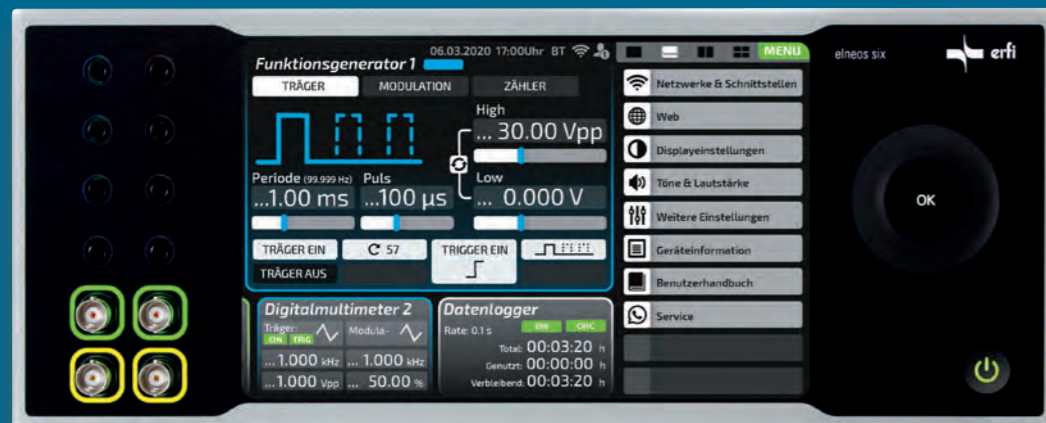 06.03.2020 17:00Uhr BT
Funktionsgenerator 1
TRÄGER MODULATION ZÄHLER
High
... 30.00 Vpp
Periode (99.999 Hz) Puls Low
...1.00 ms ...100 µs ... 0.000 V
TRÄGER EIN 57 TRIGGER EIN
TRÄGER AUS
Digitalmultimeter 2
Träger: Modula-
EIN TRIG
... 1.000 kHz ... 1.000 kHz
... 1.000 Vpp ... 50.00 %
Datenlogger
Rate: 0.1 s EIN
Total: 00:03:20 h
Genutzt: 00:00:00 h
Verbleibend: 00:03:20 h
MENU
Netzwerke & Schnittstellen
Web
Displayeinstellungen
Töne & Lautstärke
Weitere Einstellungen
Geräteinformation
Benutzerhandbuch
Service
elneos six erfi
OK